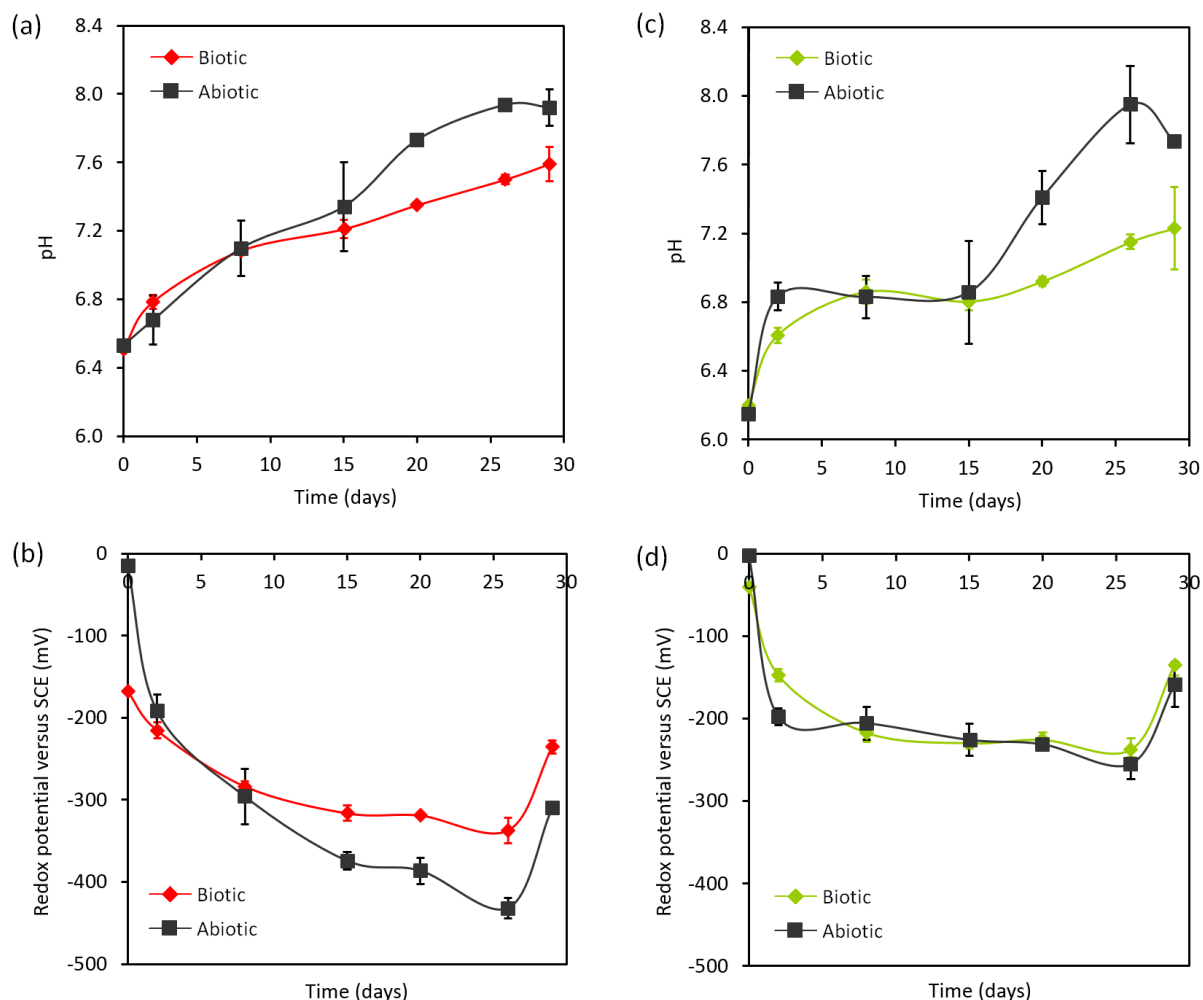 (a)
8.4
8.0
7.6
7.2
6.8
6.4
6.0
pH
Biotic
Abiotic
0 5 10 15 20 25 30
Time (days)
(c)
8.4
8.0
7.6
7.2
6.8
6.4
6.0
pH
Biotic
Abiotic
0 5 10 15 20 25 30
Time (days)
(b)
0
-100
-200
-300
-400
-500
Redox potential versus SCE (mV)
0 5 10 15 20 25 30
Biotic
Abiotic
Time (days)
(d)
0
-100
-200
-300
-400
-500
Redox potential versus SCE (mV)
0 5 10 15 20 25 30
Biotic
Abiotic
Time (days)